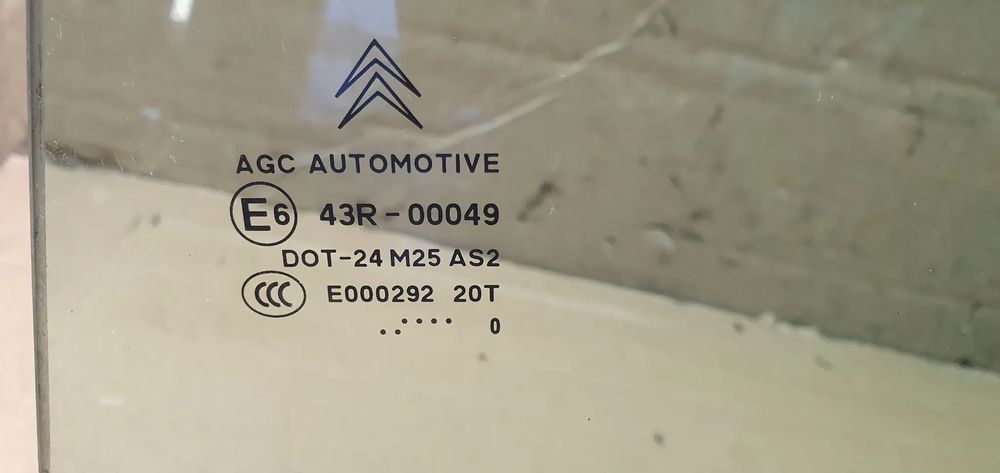 AGC AUTOMOTIVE
E6 43R-00049
DOT-24 M25 AS2
CCC E000292 20T
..···· 0